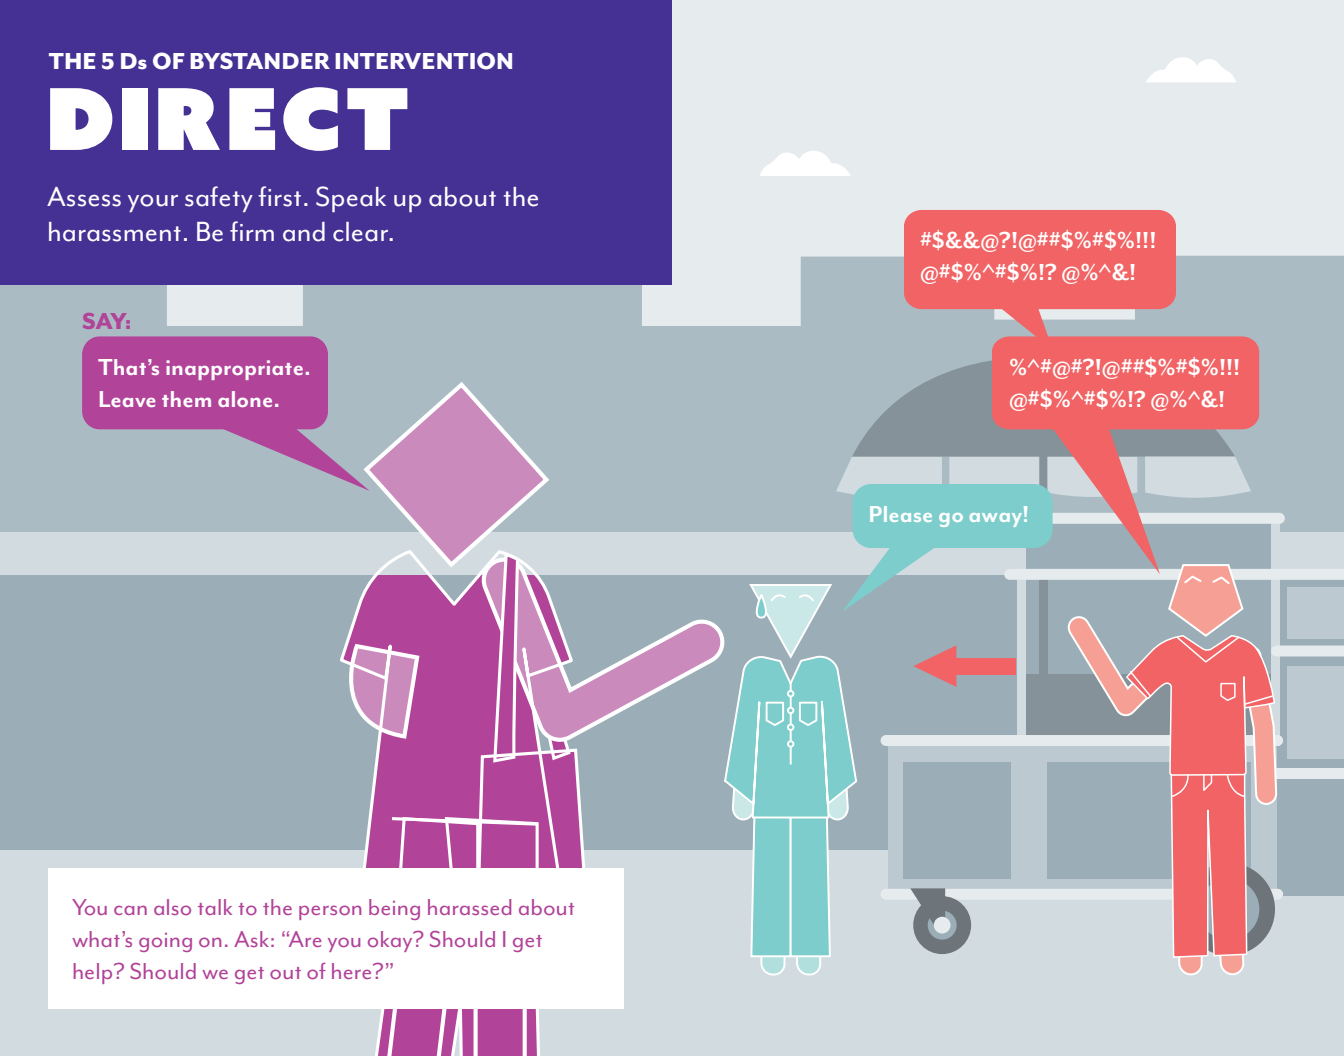 THE 5 Ds OF BYSTANDER INTERVENTION
DIRECT
Assess your safety first. Speak up about the
harassment. Be firm and clear.
SAY:
That’s inappropriate.
Leave them alone.
#$&&@?!@##$%#$%!!!
@#$%^#$%!? @%^&!
%^#@#?!@##$%#$%!!!
@#$%^#$%!? @%^&!
Please go away!
You can also talk to the person being harassed about
what’s going on. Ask: “Are you okay? Should I get
help? Should we get out of here?”